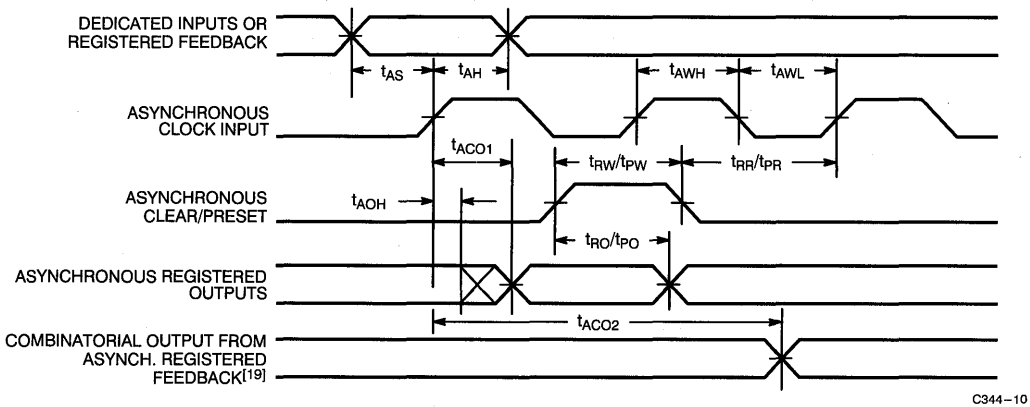 DEDICATED INPUTS OR
REGISTERED FEEDBACK
tAS
tAH
tAWH
tAWL
ASYNCHRONOUS
CLOCK INPUT
tACO1
tRW/tPW
tRR/tPR
ASYNCHRONOUS
CLEAR/PRESET
tAOH
tRO/tPO
ASYNCHRONOUS REGISTERED
OUTPUTS
tACO2
COMBINATORIAL OUTPUT FROM
ASYNCH. REGISTERED
FEEDBACK[19]
C344–10